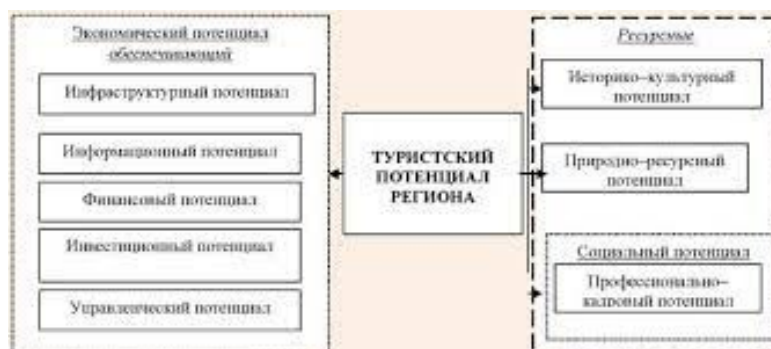 Экономический потенциал
обеспечивающий
Инфраструктурный потенциал
Информационный потенциал
Финансовый потенциал
Инвестиционный потенциал
Управленческий потенциал
ТУРИСТСКИЙ
ПОТЕНЦИАЛ
РЕГИОНА
Ресурсные
Историко–культурный
потенциал
Природно–ресурсный
потенциал
Социальный потенциал
Профессионально–
кадровый потенциал